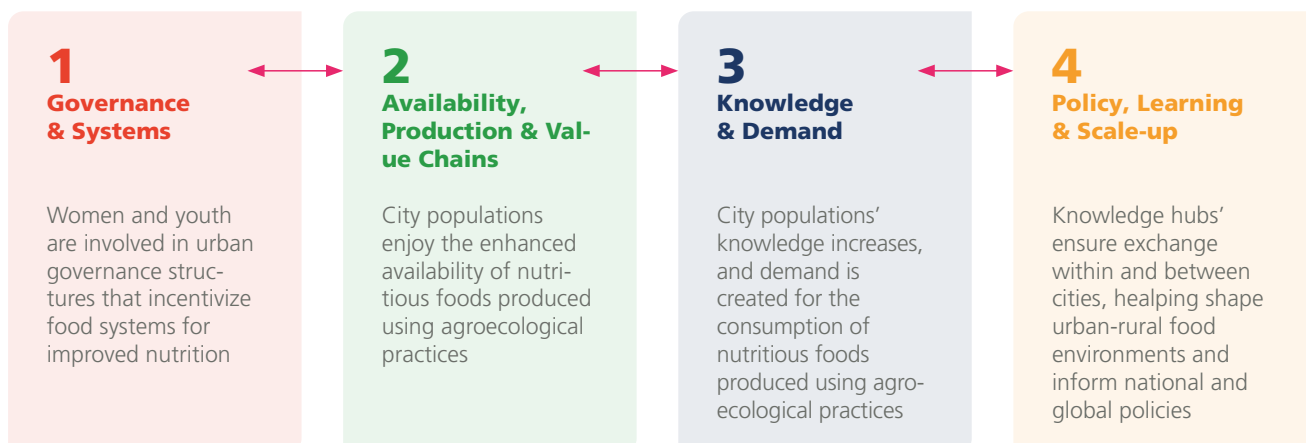 1
Governance
& Systems
Women and youth
are involved in urban
governance struc-
tures that incentivize
food systems for
improved nutrition
2
Availability,
Production & Val-
ue Chains
City populations
enjoy the enhanced
availability of nutri-
tious foods produced
using agroecological
practices
3
Knowledge
& Demand
City populations’
knowledge increases,
and demand is
created for the
consumption of
nutritious foods
produced using agro-
ecological practices
4
Policy, Learning
& Scale-up
Knowledge hubs’
ensure exchange
within and between
cities, healping shape
urban-rural food
environments and
inform national and
global policies